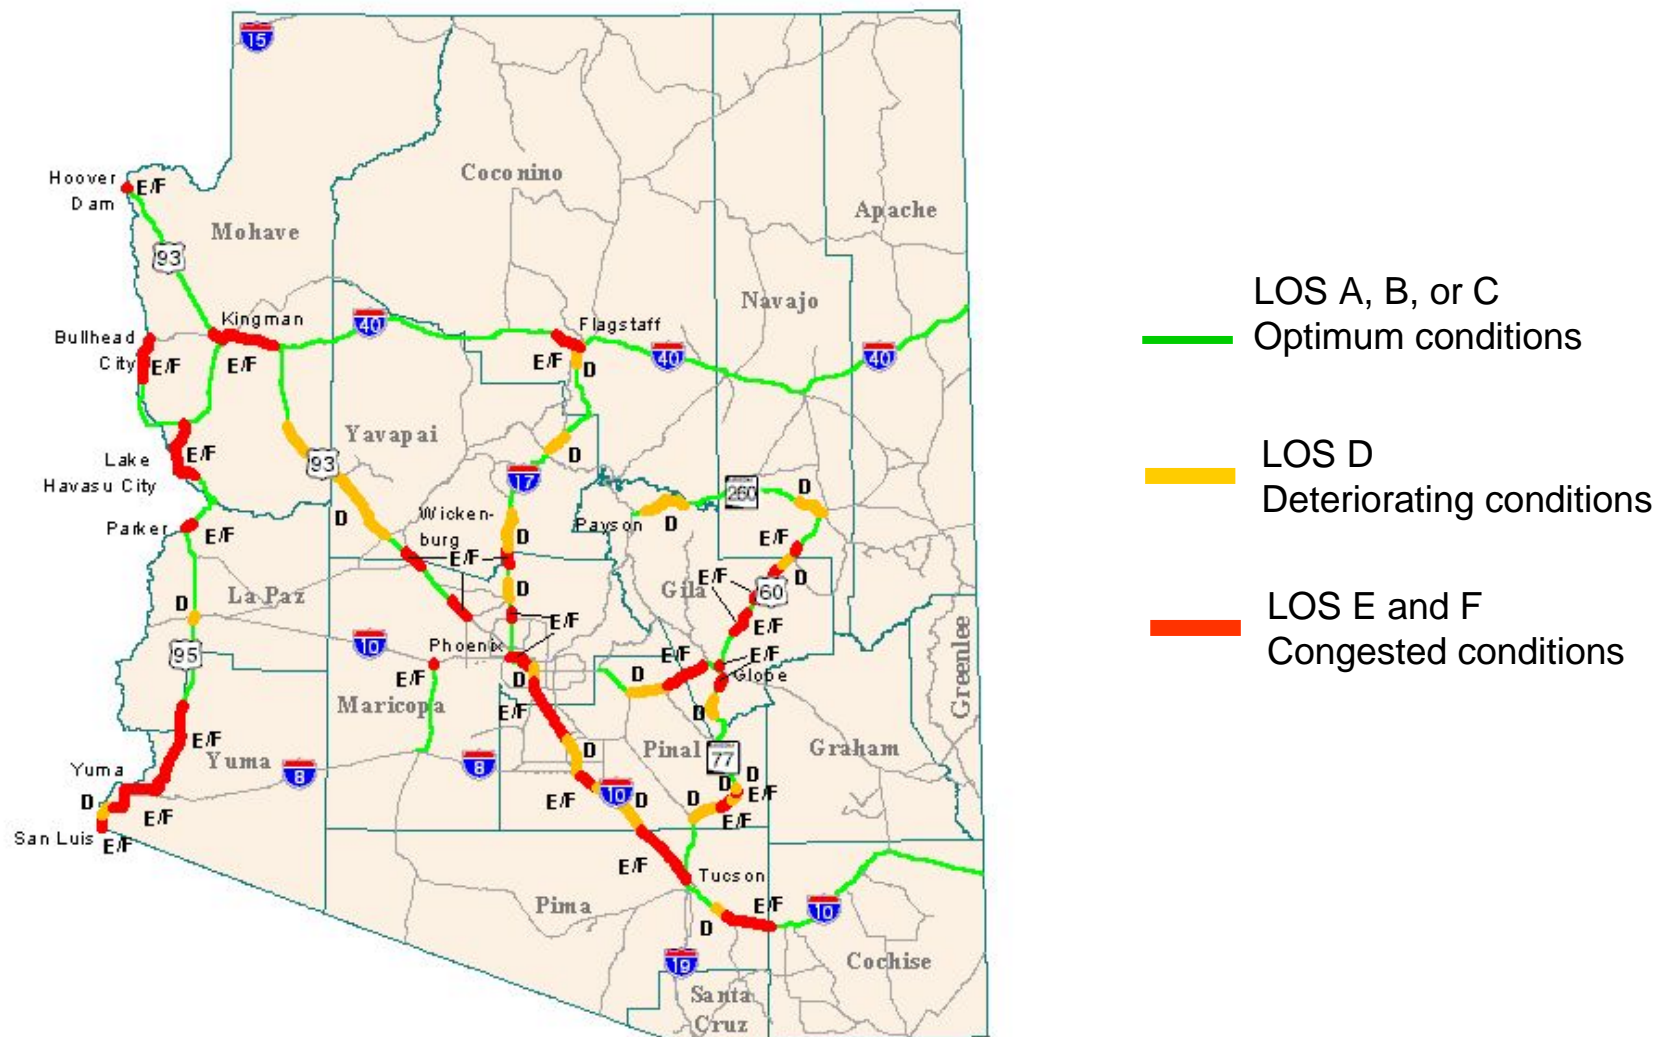 15
Hoover
Dam
E/F
Coconino
Mohave
Apache
93
Navajo
Kingman
40
Flagstaff
Bullhead
City
E/F
E/F
E/F
D
40
40
Yavapai
Lake
Havasu City
E/F
93
D
17
260
D
Parker
E/F
D
Wicken-
burg
E/F
D
Payson
D
E/F
D
La Paz
D
D
E/F
Gila
60
E/F
E/F
95
10
Phoenix
E/F
D
E/F
E/F
Globe
Greenlee
Maricopa
E/F
D
E/F
Yuma
8
8
D
Pinal
77
Graham
Yuma
D
San Luis
E/F
E/F
E/F
10
D
D
D
D
E/F
E/F
E/F
Tucson
Pima
E/F
D
10
19
Cochise
Santa
Cruz
LOS A, B, or C
Optimum conditions
LOS D
Deteriorating conditions
LOS E and F
Congested conditions